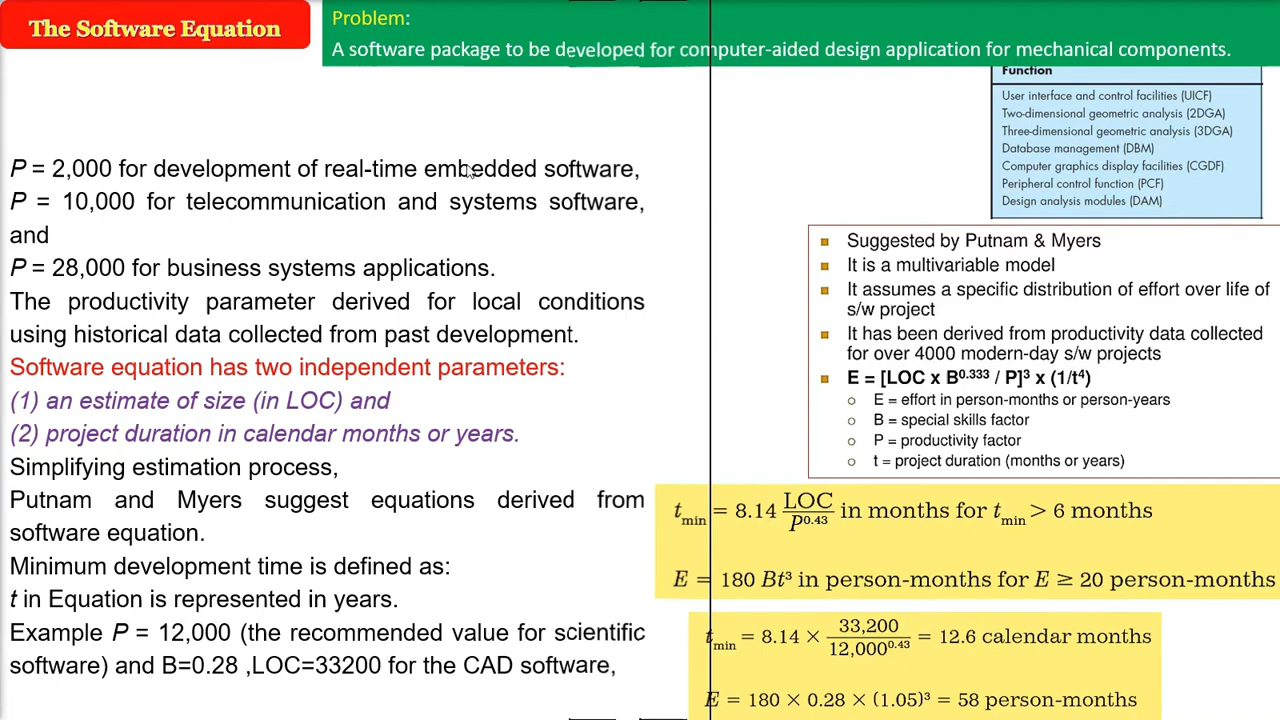 The Software Equation
Problem:
A software package to be developed for computer-aided design application for mechanical components.
Function
User interface and control facilities (UICF)
Two-dimensional geometric analysis (2DGA)
Three-dimensional geometric analysis (3DGA)
Database management (DBM)
Computer graphics display facilities (CGDF)
Peripheral control function (PCF)
Design analysis modules (DAM)
P = 2,000 for development of real-time embedded software,
P = 10,000 for telecommunication and systems software,
and
P = 28,000 for business systems applications.
The productivity parameter derived for local conditions
using historical data collected from past development.
Software equation has two independent parameters:
(1) an estimate of size (in LOC) and
(2) project duration in calendar months or years.
Simplifying estimation process,
Putnam and Myers suggest equations derived from
software equation.
Minimum development time is defined as:
t in Equation is represented in years.
Example P = 12,000 (the recommended value for scientific
software) and B=0.28 ,LOC=33200 for the CAD software,
Suggested by Putnam & Myers
It is a multivariable model
It assumes a specific distribution of effort over life of
s/w project
It has been derived from productivity data collected
for over 4000 modern-day s/w projects
E = [LOC x B^0.333 / P]^3 x (1/t^4)
E = effort in person-months or person-years
B = special skills factor
P = productivity factor
t = project duration (months or years)
t_min = 8.14 LOC / P^0.43 in months for t_min > 6 months
E = 180 Bt³ in person-months for E ≥ 20 person-months
t_min = 8.14 × 33,200 / 12,000^0.43 = 12.6 calendar months
E = 180 × 0.28 × (1.05)³ = 58 person-months